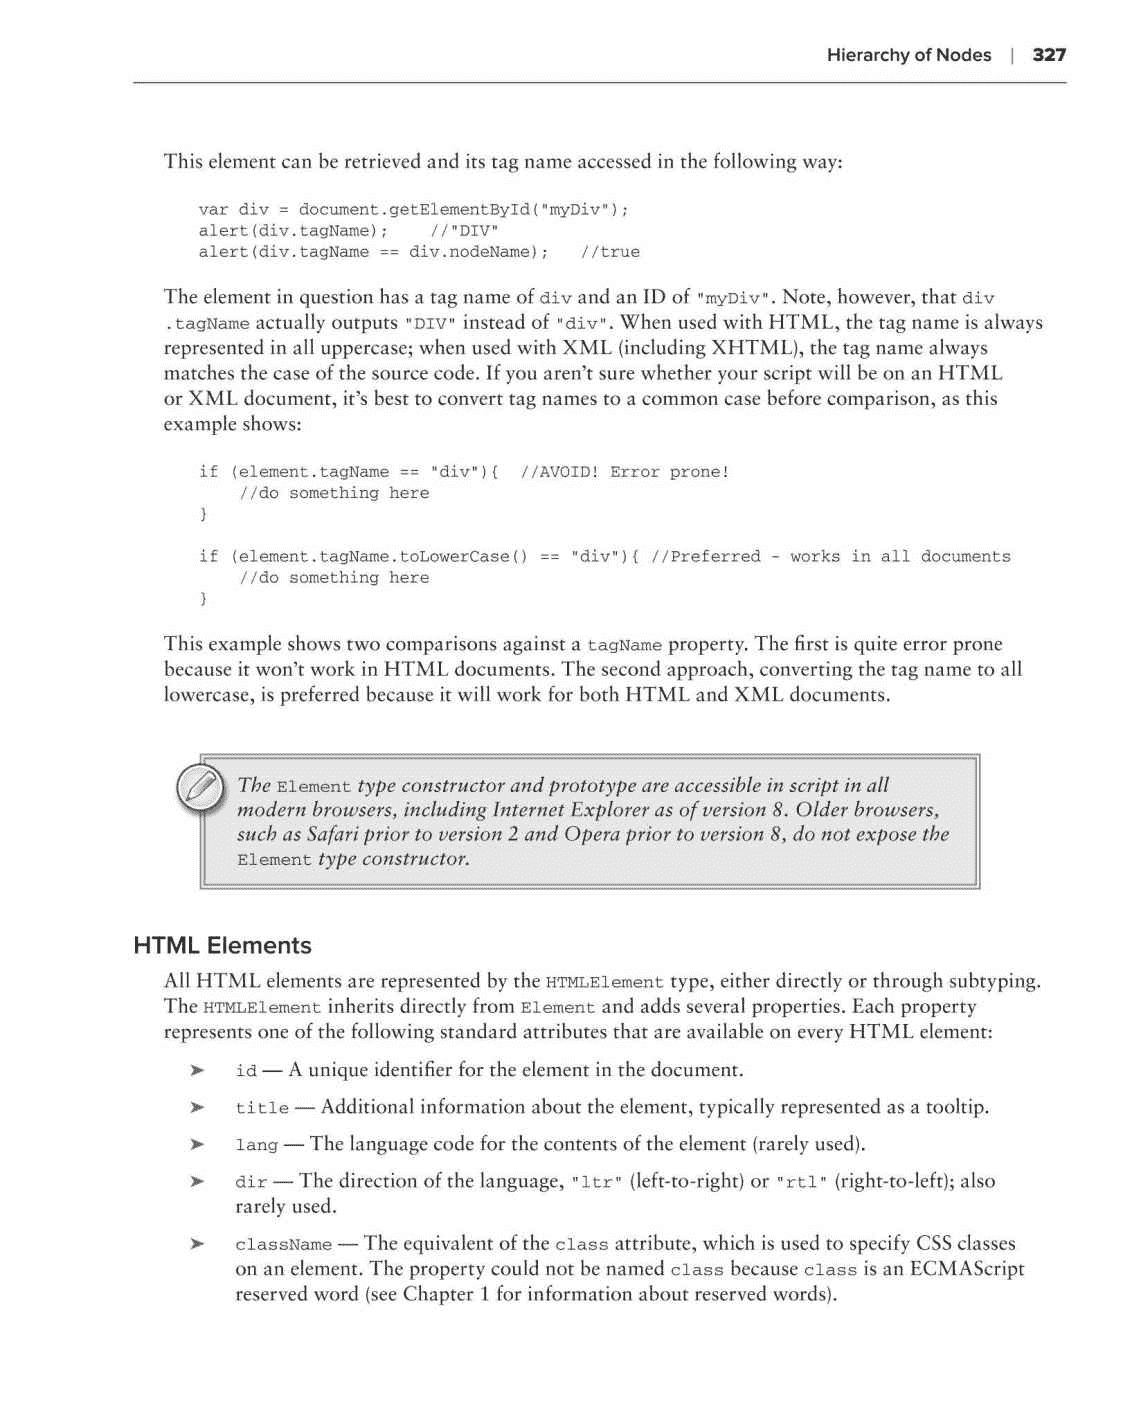 Hierarchy of Nodes | 327
This element can be retrieved and its tag name accessed in the following way:
var div = document.getElementById("myDiv");
alert(div.tagName);    //"DIV"
alert(div.tagName == div.nodeName);   //true
The element in question has a tag name of div and an ID of "myDiv". Note, however, that div
.tagName actually outputs "DIV" instead of "div". When used with HTML, the tag name is always
represented in all uppercase; when used with XML (including XHTML), the tag name always
matches the case of the source code. If you aren't sure whether your script will be on an HTML
or XML document, it's best to convert tag names to a common case before comparison, as this
example shows:
if (element.tagName == "div"){  //AVOID! Error prone!
    //do something here
}
if (element.tagName.toLowerCase() == "div"){ //Preferred - works in all documents
    //do something here
}
This example shows two comparisons against a tagName property. The first is quite error prone
because it won't work in HTML documents. The second approach, converting the tag name to all
lowercase, is preferred because it will work for both HTML and XML documents.
The Element type constructor and prototype are accessible in script in all
modern browsers, including Internet Explorer as of version 8. Older browsers,
such as Safari prior to version 2 and Opera prior to version 8, do not expose the
Element type constructor.
HTML Elements
All HTML elements are represented by the HTMLElement type, either directly or through subtyping.
The HTMLElement inherits directly from Element and adds several properties. Each property
represents one of the following standard attributes that are available on every HTML element:
➤ id — A unique identifier for the element in the document.
➤ title — Additional information about the element, typically represented as a tooltip.
➤ lang — The language code for the contents of the element (rarely used).
➤ dir — The direction of the language, "ltr" (left-to-right) or "rtl" (right-to-left); also
rarely used.
➤ className — The equivalent of the class attribute, which is used to specify CSS classes
on an element. The property could not be named class because class is an ECMAScript
reserved word (see Chapter 1 for information about reserved words).